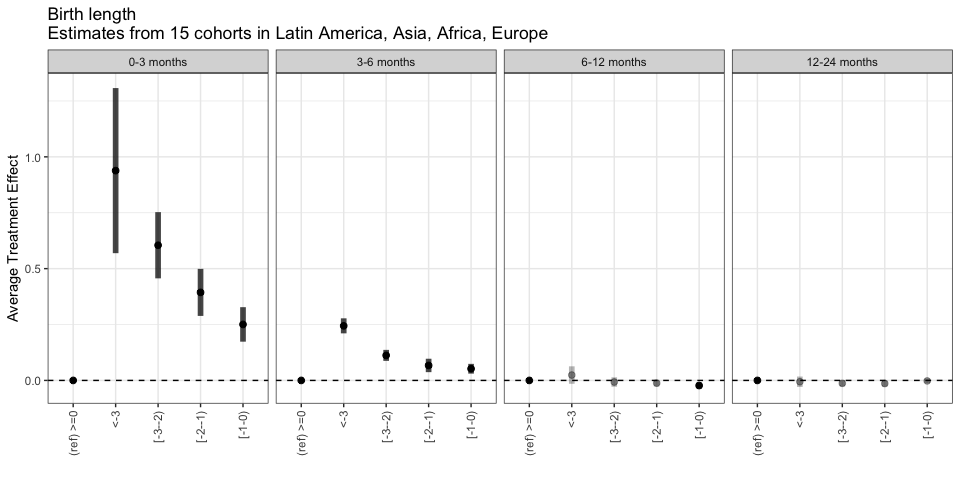 Birth length
Estimates from 15 cohorts in Latin America, Asia, Africa, Europe
0-3 months
3-6 months
6-12 months
12-24 months
Average Treatment Effect
1.0
0.5
0.0
(ref) >=0
<-3
[-3--2)
[-2--1)
[-1-0)
(ref) >=0
<-3
[-3--2)
[-2--1)
[-1-0)
(ref) >=0
<-3
[-3--2)
[-2--1)
[-1-0)
(ref) >=0
<-3
[-3--2)
[-2--1)
[-1-0)